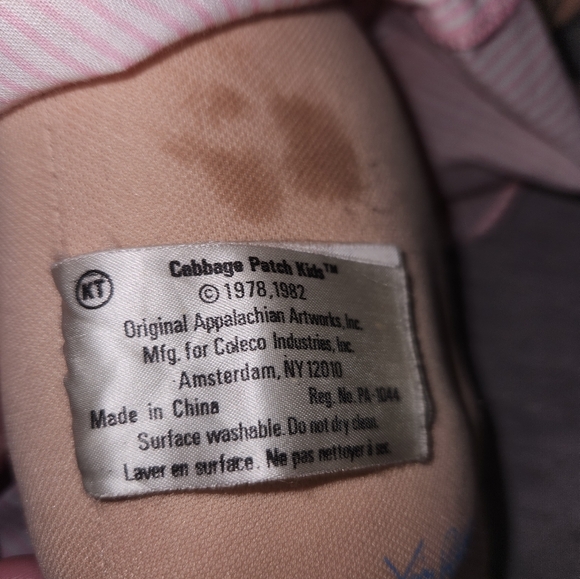 KT
Cabbage Patch Kids™
© 1978,1982
Original Appalachian Artworks, Inc.
Mfg. for Coleco Industries, Inc.
Amsterdam, NY 12010
Reg. No. PA-1044
Made in China
Surface washable. Do not dry clean.
Laver en surface. Ne pas nettoyer à sec.